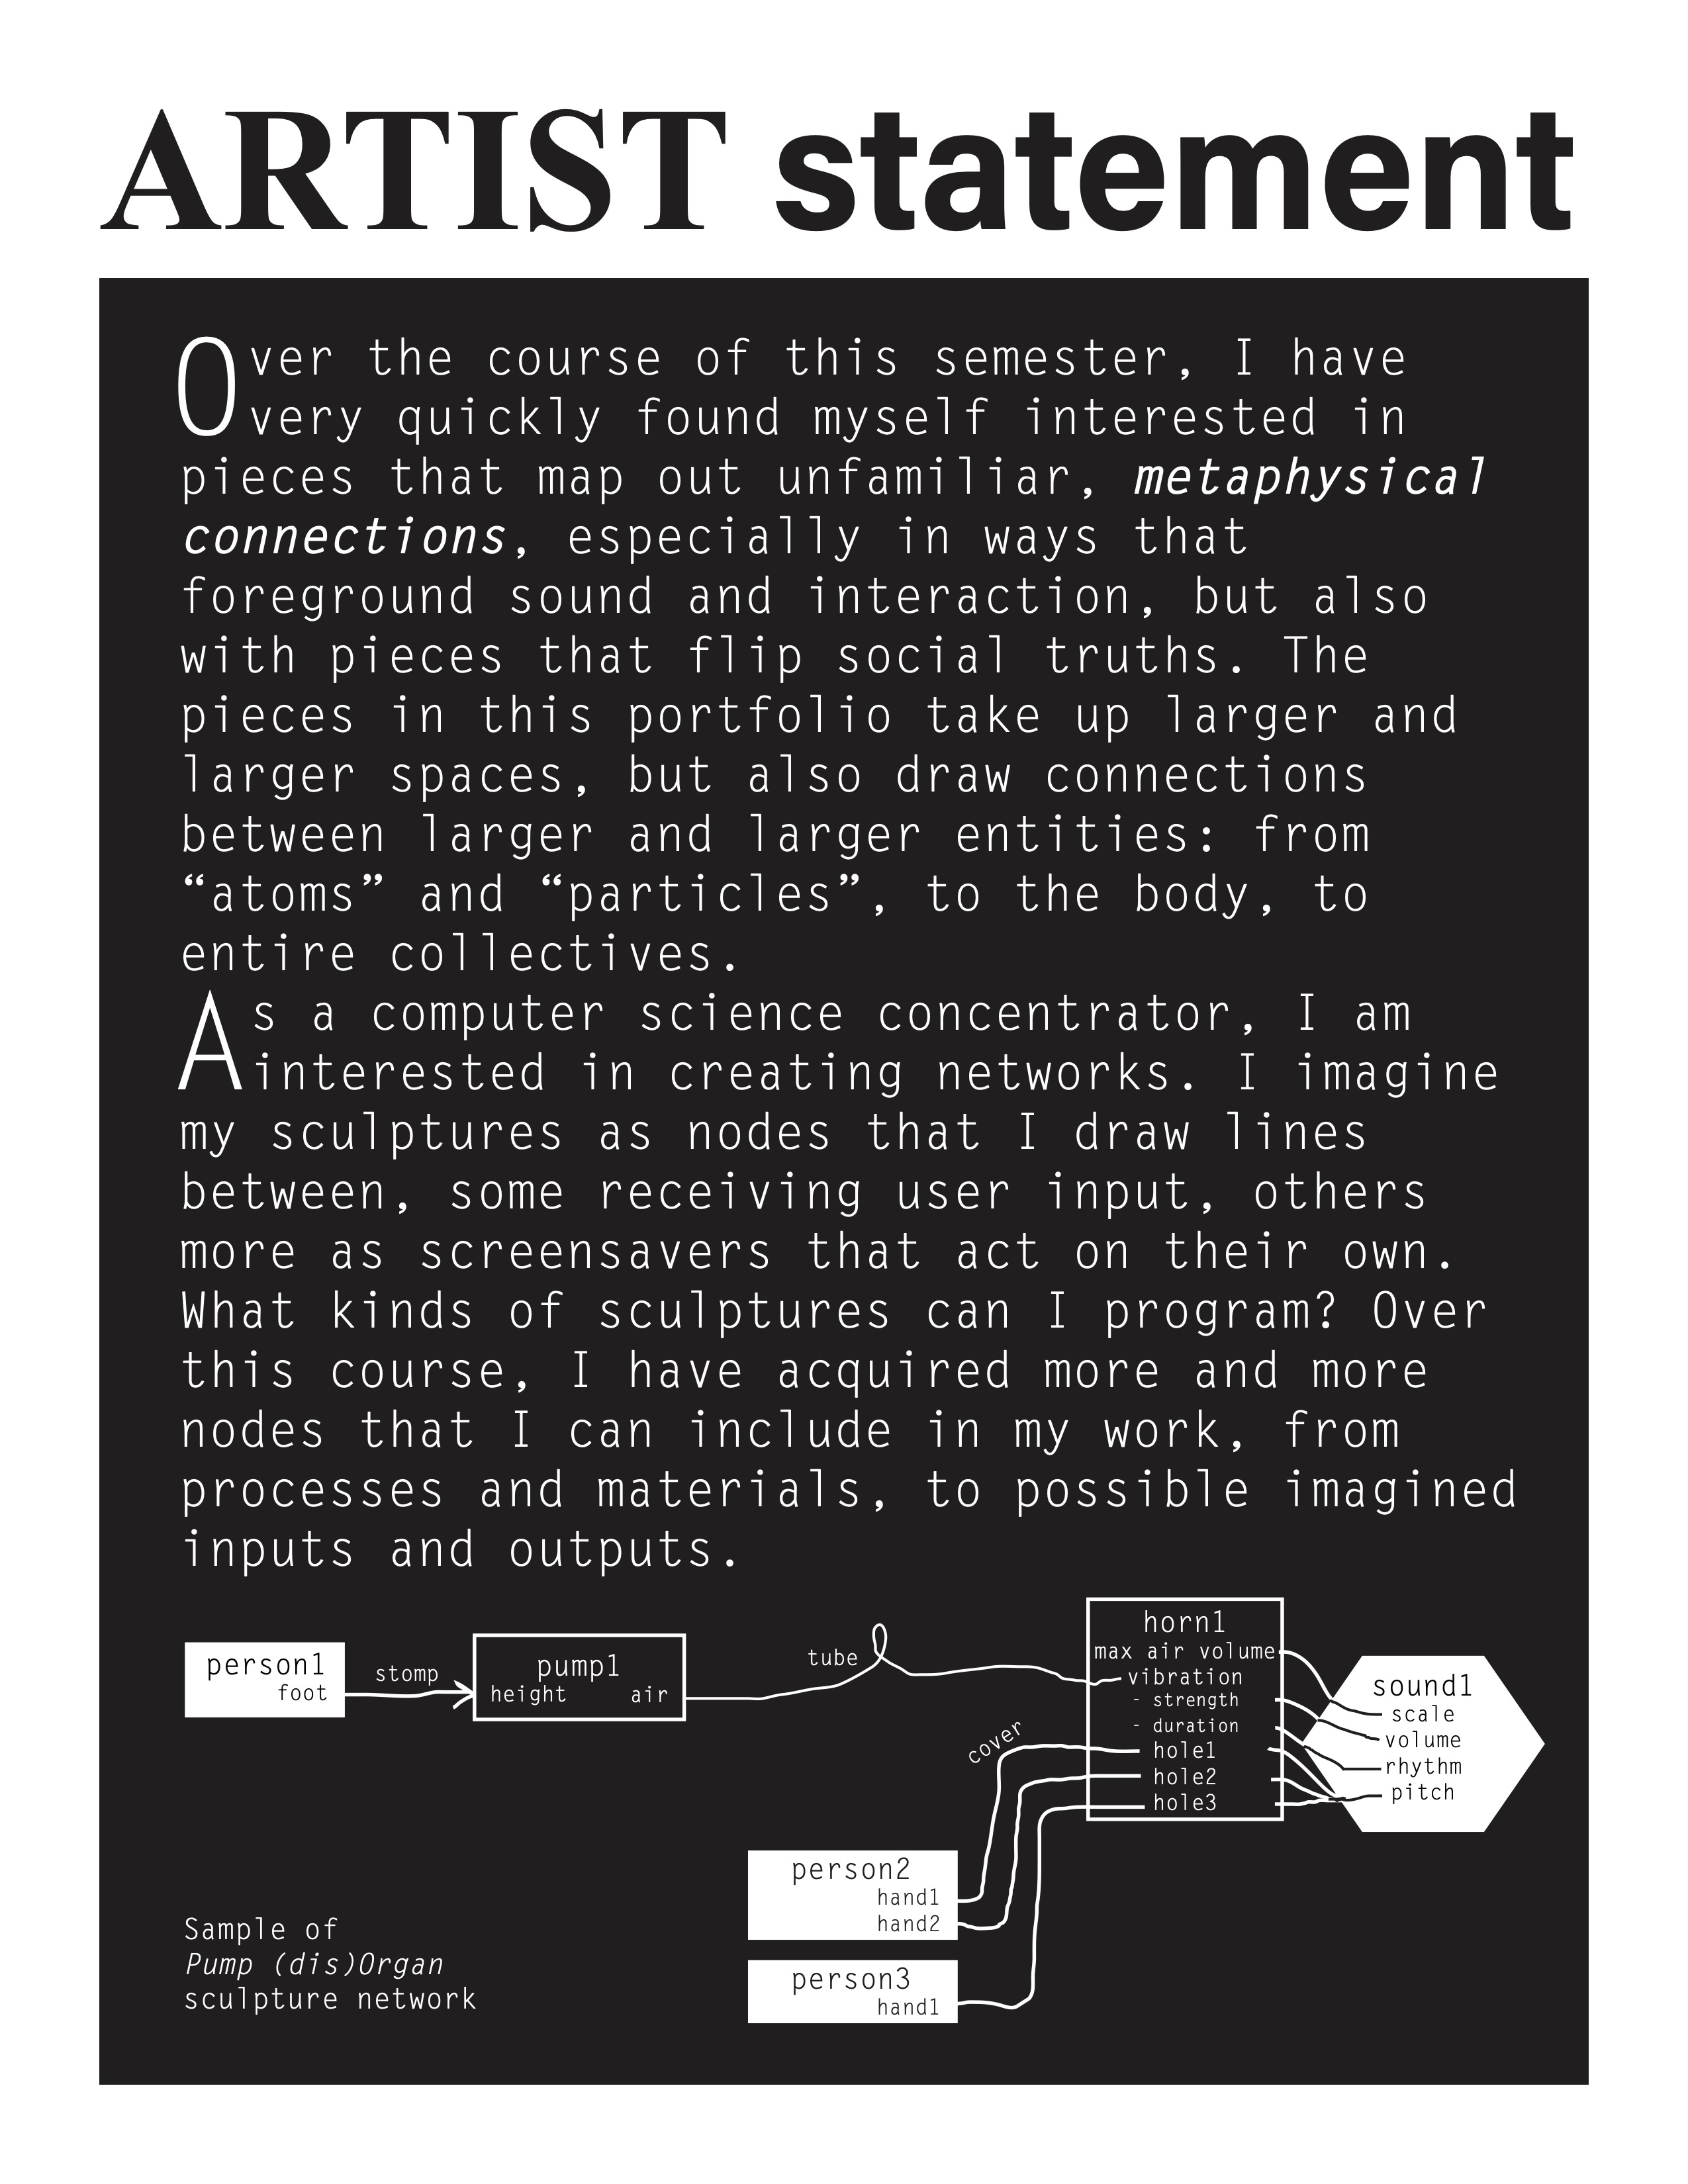 ARTIST statement
Over the course of this semester, I have
very quickly found myself interested in
pieces that map out unfamiliar, metaphysical
connections, especially in ways that
foreground sound and interaction, but also
with pieces that flip social truths. The
pieces in this portfolio take up larger and
larger spaces, but also draw connections
between larger and larger entities: from
“atoms” and “particles”, to the body, to
entire collectives.
As a computer science concentrator, I am
interested in creating networks. I imagine
my sculptures as nodes that I draw lines
between, some receiving user input, others
more as screensavers that act on their own.
What kinds of sculptures can I program? Over
this course, I have acquired more and more
nodes that I can include in my work, from
processes and materials, to possible imagined
inputs and outputs.
person1
foot
stomp
pump1
height air
tube
horn1
max air volume
vibration
- strength
- duration
hole1
hole2
hole3
sound1
scale
volume
rhythm
pitch
cover
person2
hand1
hand2
person3
hand1
Sample of
Pump (dis)Organ
sculpture network